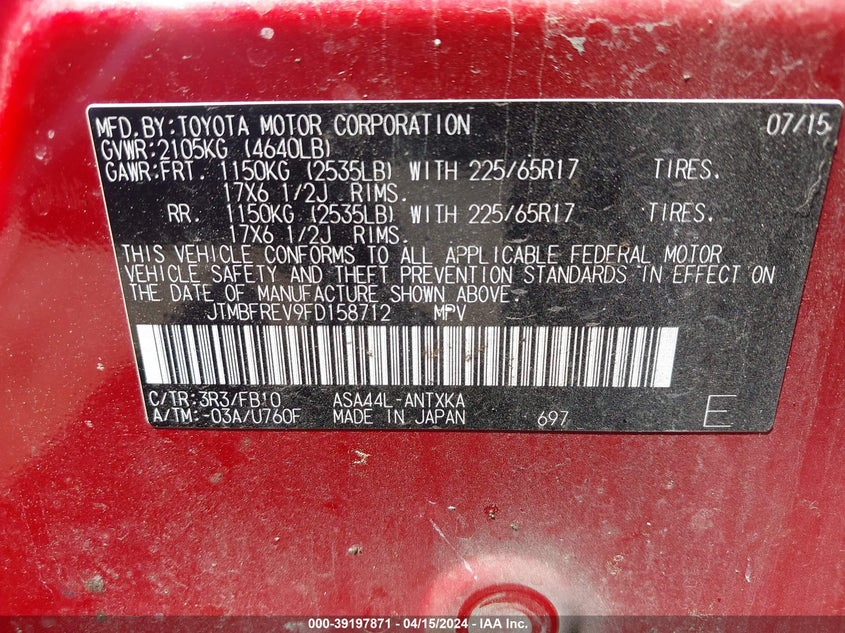 MFD.BY:TOYOTA MOTOR CORPORATION 07/15
GVWR:2105KG (4640LB)
GAWR:FRT. 1150KG (2535LB) WITH 225/65R17 TIRES.
17X6 1/2J RIMS.
RR. 1150KG (2535LB) WITH 225/65R17 TIRES.
17X6 1/2J RIMS.
THIS VEHICLE CONFORMS TO ALL APPLICABLE FEDERAL MOTOR
VEHICLE SAFETY AND THEFT PREVENTION STANDARDS IN EFFECT ON
THE DATE OF MANUFACTURE SHOWN ABOVE.
JTMBFREV9FD158712 MPV
C/TR:3R3/FB10 ASA44L-ANTXKA
A/TM:-03A/U760F MADE IN JAPAN 697 E
000-39197871 - 04/15/2024 - IAA Inc.